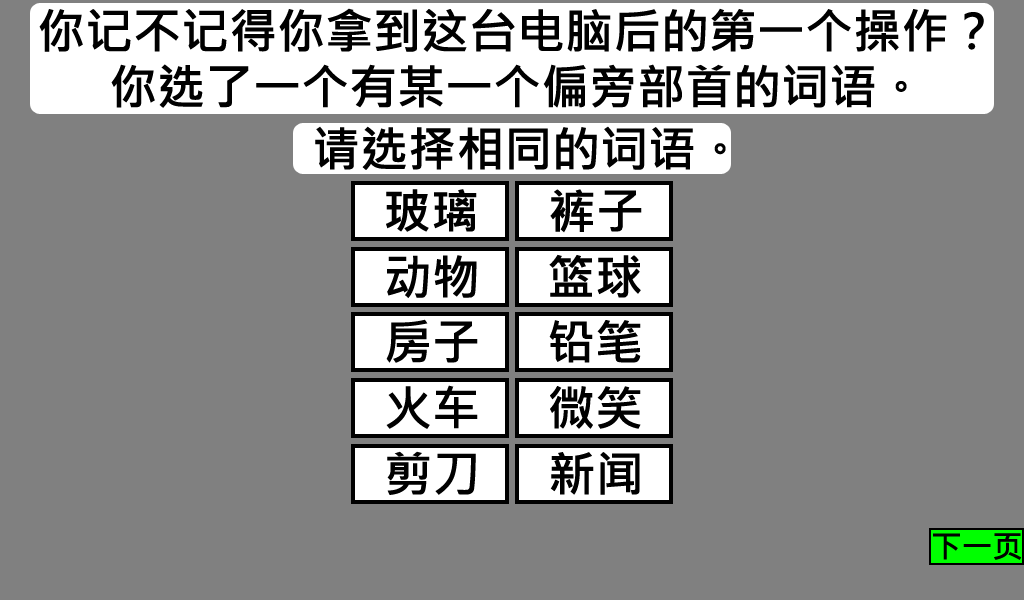 你记不记得你拿到这台电脑后的第一个操作？
你选了一个有某一个偏旁部首的词语。
请选择相同的词语。
玻璃 裤子
动物 篮球
房子 铅笔
火车 微笑
剪刀 新闻
下一页